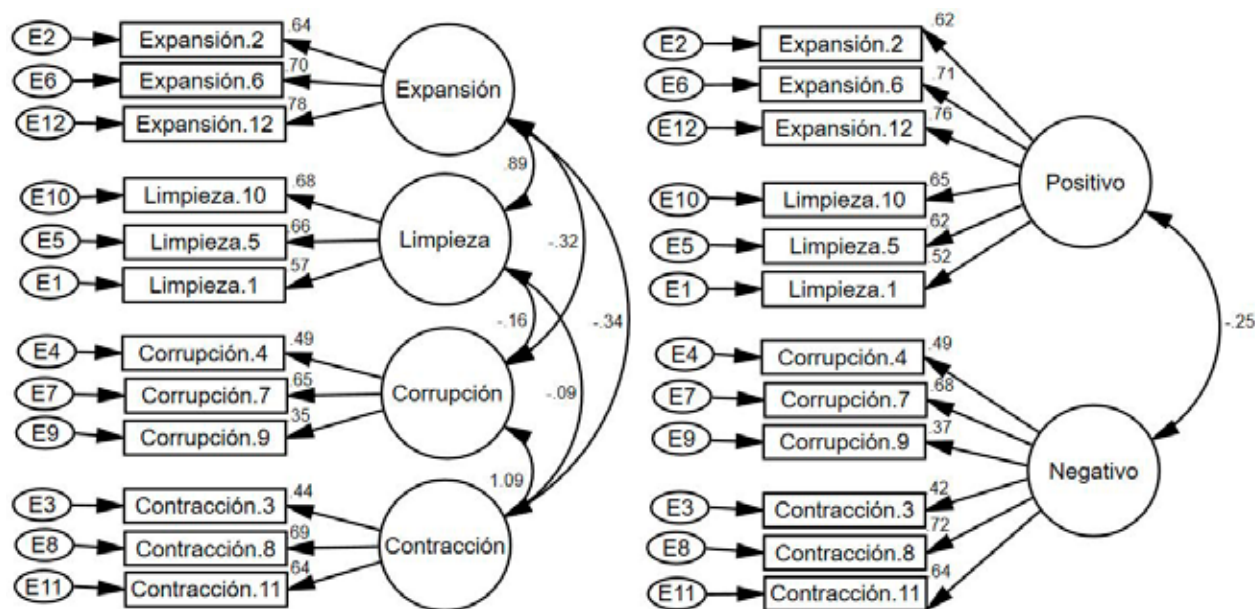 E2 Expansión.2 .64
E6 Expansión.6 .70
E12 Expansión.12 .78
Expansión
E10 Limpieza.10 .68
E5 Limpieza.5 .66
E1 Limpieza.1 .57
Limpieza
E4 Corrupción.4 .49
E7 Corrupción.7 .65
E9 Corrupción.9 .35
Corrupción
E3 Contracción.3 .44
E8 Contracción.8 .69
E11 Contracción.11 .64
Contracción
.89
-.32
-.16
-.34
-.09
1.09
E2 Expansión.2 .62
E6 Expansión.6 .71
E12 Expansión.12 .76
E10 Limpieza.10 .65
E5 Limpieza.5 .62
E1 Limpieza.1 .52
Positivo
E4 Corrupción.4 .49
E7 Corrupción.7 .68
E9 Corrupción.9 .37
E3 Contracción.3 .42
E8 Contracción.8 .72
E11 Contracción.11 .64
Negativo
-.25